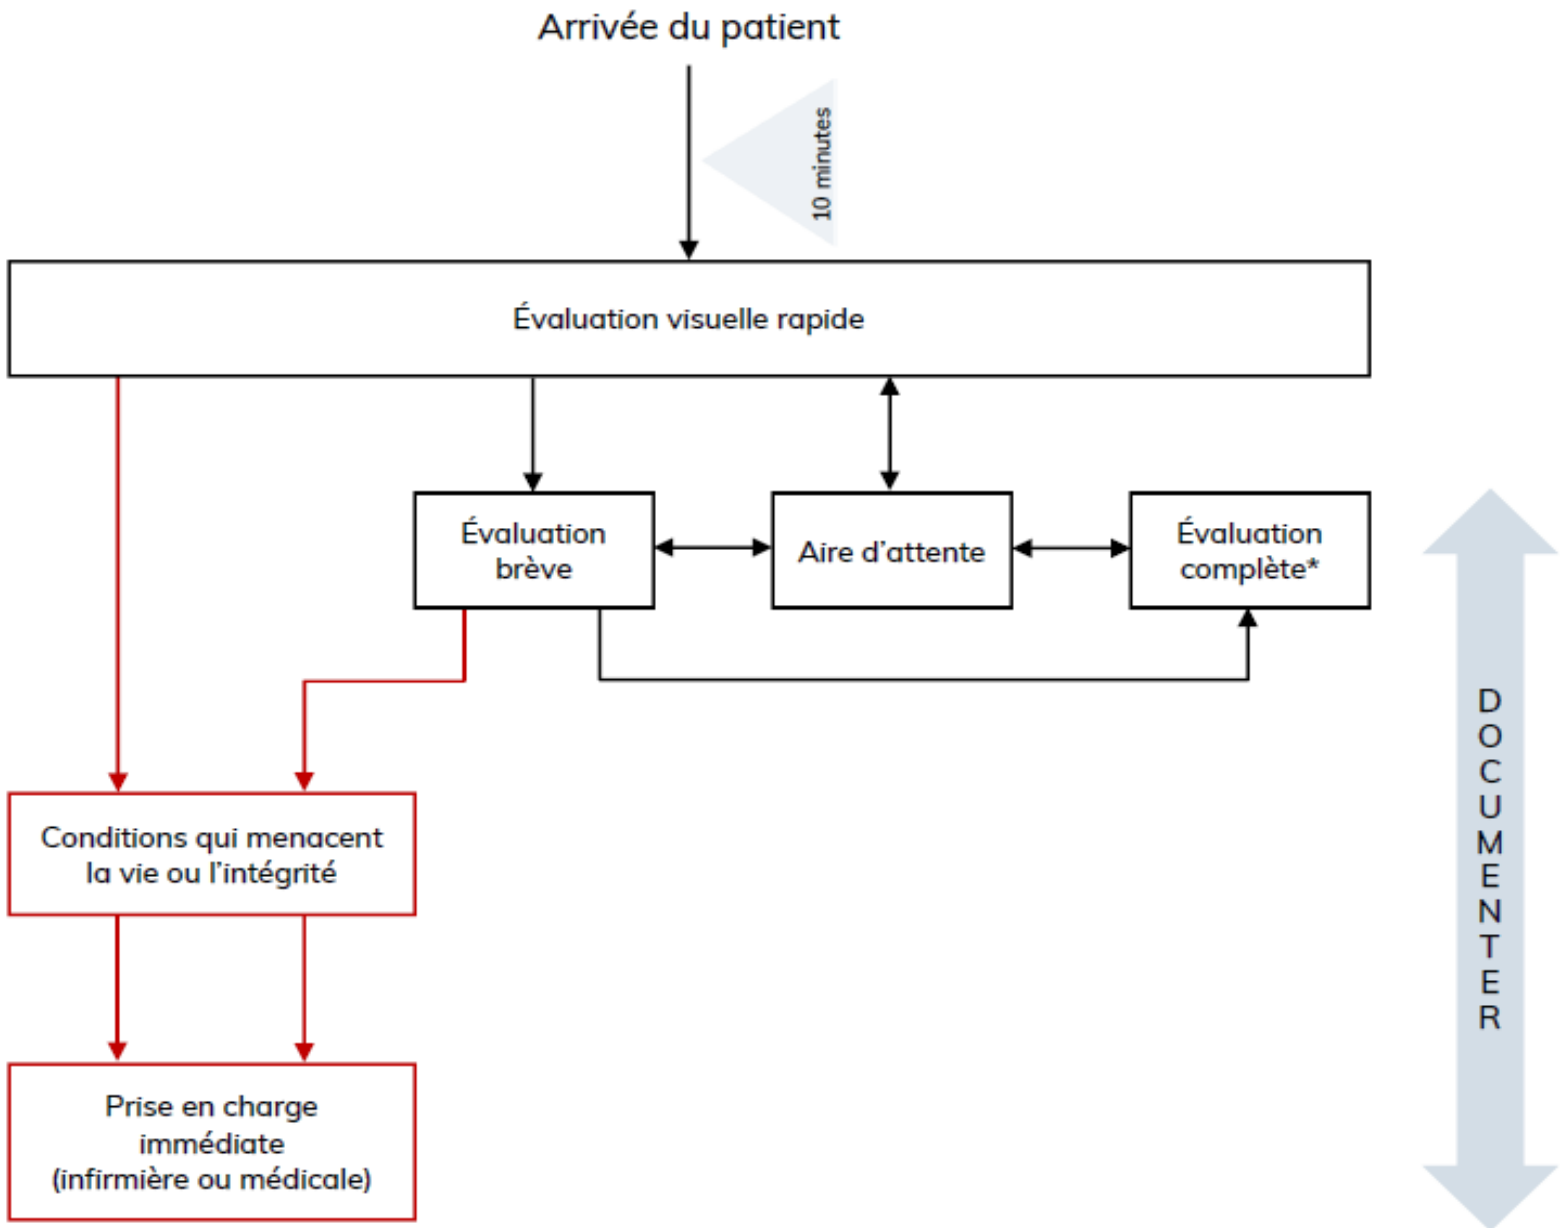 Arrivée du patient
10 minutes
Évaluation visuelle rapide
Évaluation
brève
Aire d'attente
Évaluation
complète*
Conditions qui menacent
la vie ou l'intégrité
Prise en charge
immédiate
(infirmière ou médicale)
DOCUMENTER